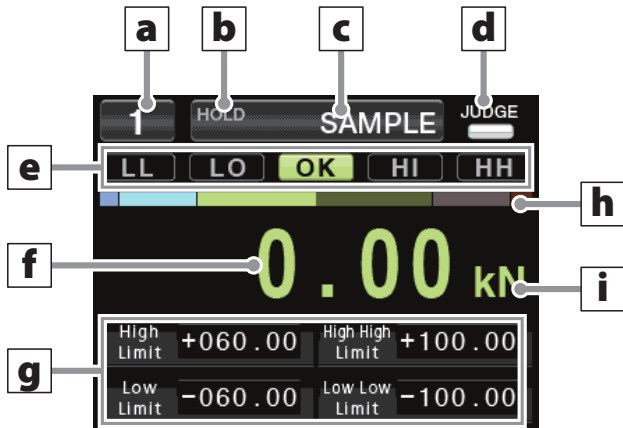 a b c d
1 HOLD SAMPLE JUDGE
e LL LO OK HI HH
h
f 0.00 kN i
g High Limit +060.00 High High Limit +100.00
Low Limit -060.00 Low Low Limit -100.00